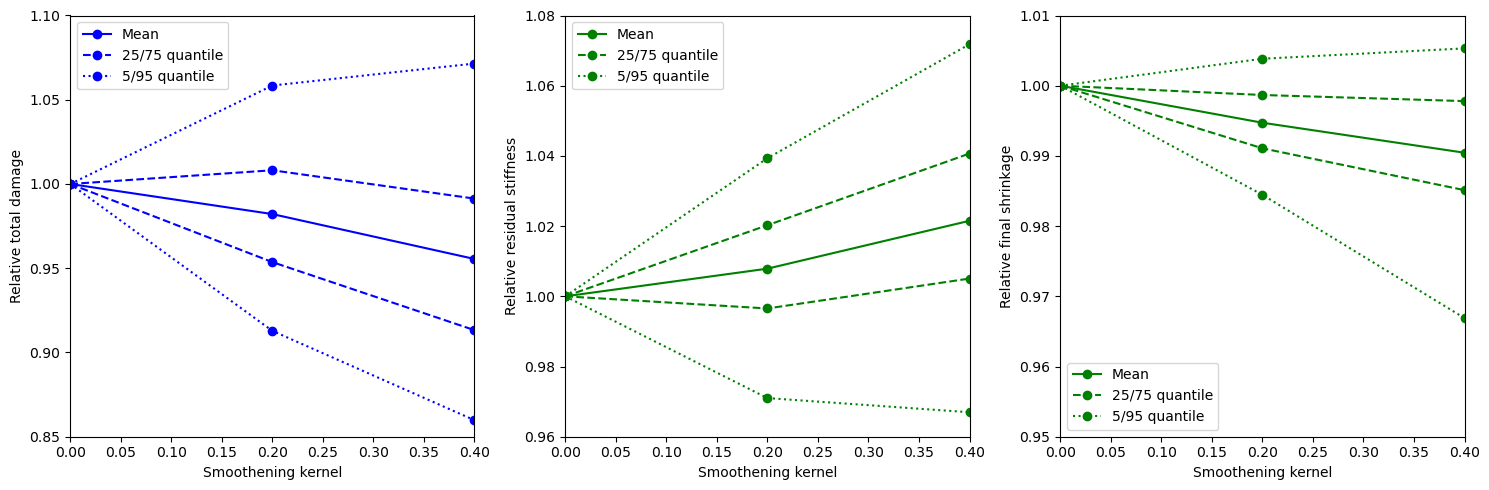 Relative total damage
1.10
1.05
1.00
0.95
0.90
0.85
Mean
25/75 quantile
5/95 quantile
0.00 0.05 0.10 0.15 0.20 0.25 0.30 0.35 0.40
Smoothening kernel
Relative residual stiffness
1.08
1.06
1.04
1.02
1.00
0.98
0.96
Mean
25/75 quantile
5/95 quantile
0.00 0.05 0.10 0.15 0.20 0.25 0.30 0.35 0.40
Smoothening kernel
Relative final shrinkage
1.01
1.00
0.99
0.98
0.97
0.96
0.95
Mean
25/75 quantile
5/95 quantile
0.00 0.05 0.10 0.15 0.20 0.25 0.30 0.35 0.40
Smoothening kernel